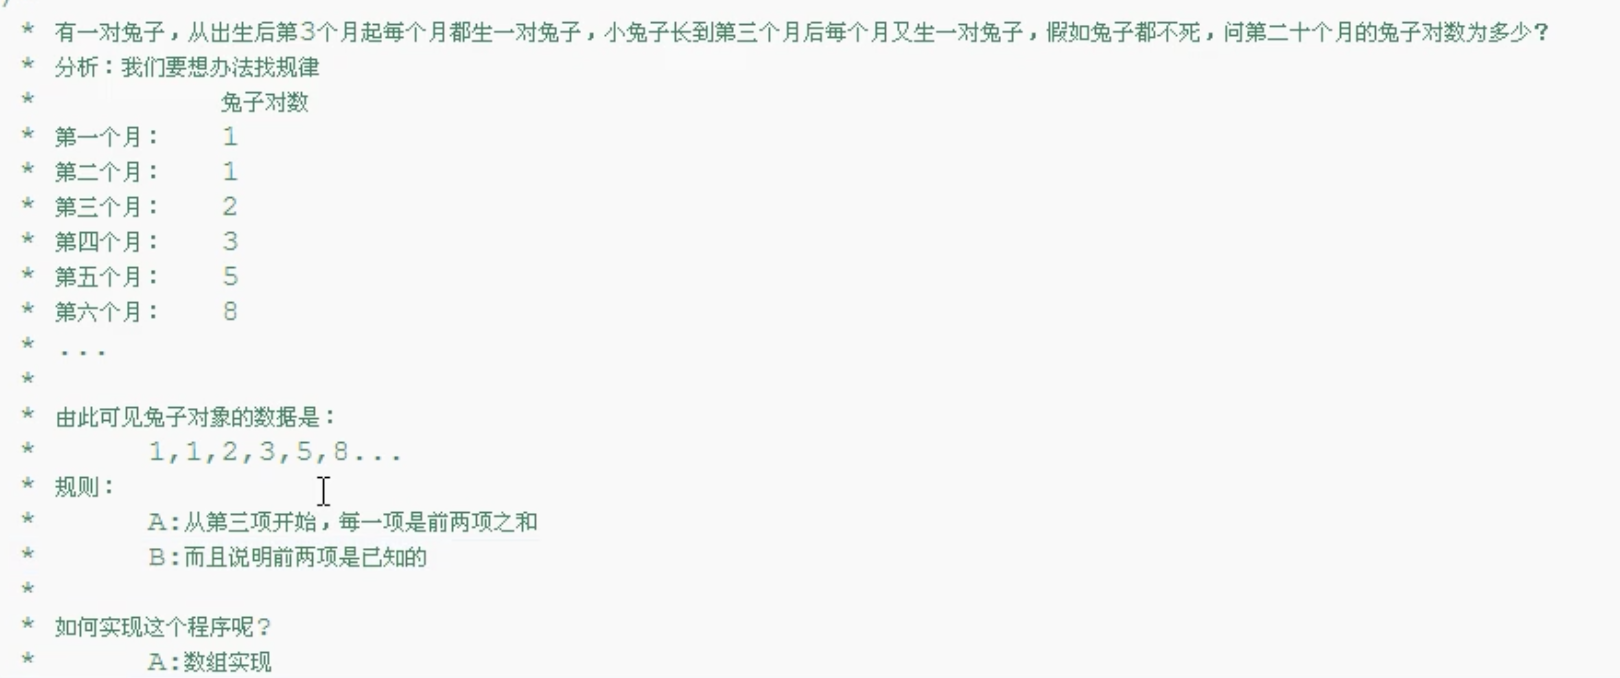 * 有一对兔子，从出生后第3个月起每个月都生一对兔子，小兔子长到第三个月后每个月又生一对兔子，假如兔子都不死，问第二十个月的兔子对数为多少？
* 分析：我们要想办法找规律
* 兔子对数
* 第一个月： 1
* 第二个月： 1
* 第三个月： 2
* 第四个月： 3
* 第五个月： 5
* 第六个月： 8
* ...
*
* 由此可见兔子对象的数据是：
* 1,1,2,3,5,8...
* 规则：
* A:从第三项开始，每一项是前两项之和
* B:而且说明前两项是已知的
*
* 如何实现这个程序呢？
* A:数组实现